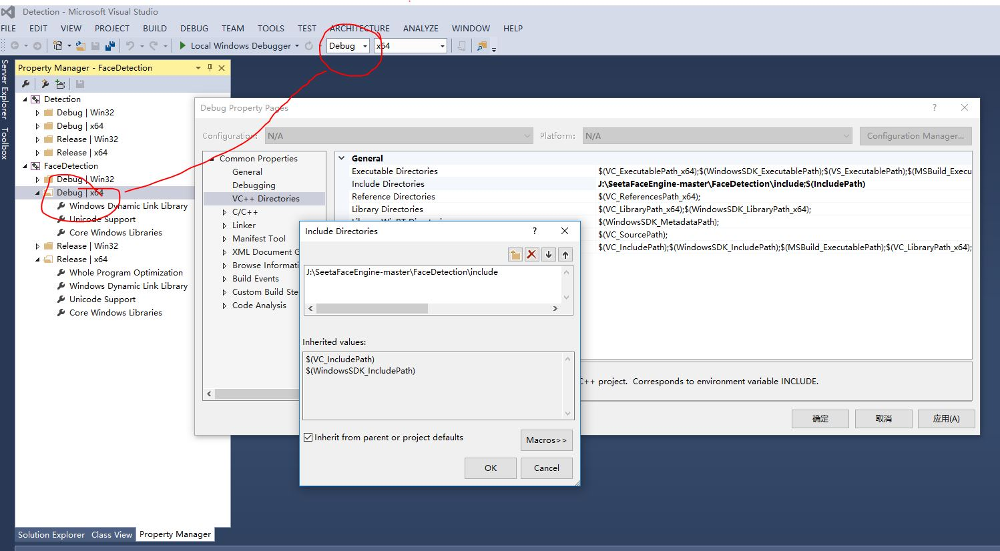 Detection - Microsoft Visual Studio
FILE EDIT VIEW PROJECT BUILD DEBUG TEAM TOOLS TEST ARCHITECTURE ANALYZE WINDOW HELP
Local Windows Debugger Debug x64
Server Explorer
Toolbox
Property Manager - FaceDetection
Detection
Debug | Win32
Debug | x64
Release | Win32
Release | x64
FaceDetection
Debug | Win32
Debug | x64
Windows Dynamic Link Library
Unicode Support
Core Windows Libraries
Release | Win32
Release | x64
Whole Program Optimization
Windows Dynamic Link Library
Unicode Support
Core Windows Libraries
Solution Explorer Class View Property Manager
Debug Property Pages ?
Configuration: N/A Platform: N/A Configuration Manager...
Common Properties
General
Debugging
VC++ Directories
C/C++
Linker
Manifest Tool
XML Document G
Browse Informati
Build Events
Custom Build Ste
Code Analysis
General
Executable Directories $(VC_ExecutablePath_x64);$(WindowsSDK_ExecutablePath);$(VS_ExecutablePath);$(MSBuild_Execu
Include Directories J:\SeetaFaceEngine-master\FaceDetection\include;$(IncludePath)
Reference Directories $(VC_ReferencesPath_x64);
Library Directories $(VC_LibraryPath_x64);$(WindowsSDK_LibraryPath_x64);
$(WindowsSDK_MetadataPath);
$(VC_SourcePath);
$(VC_IncludePath);$(WindowsSDK_IncludePath);$(MSBuild_ExecutablePath);$(VC_LibraryPath_x64);
C++ project. Corresponds to environment variable INCLUDE.
确定 取消 应用(A)
Include Directories ?
J:\SeetaFaceEngine-master\FaceDetection\include
Inherited values:
$(VC_IncludePath)
$(WindowsSDK_IncludePath)
Inherit from parent or project defaults
Macros>>
OK Cancel